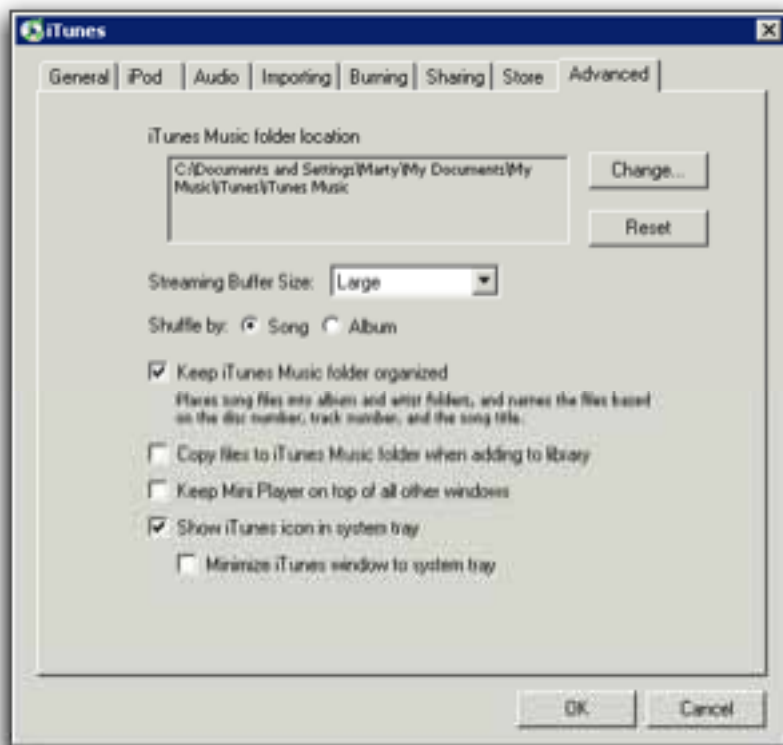 iTunes
General iPod Audio Importing Burning Sharing Store Advanced
iTunes Music folder location
C:\Documents and Settings\Marty\My Documents\My
Music\iTunes\iTunes Music
Change...
Reset
Streaming Buffer Size: Large
Shuffle by: Song Album
Keep iTunes Music folder organized
Places song files into album and artist folders, and names the files based
on the disc number, track number, and the song title.
Copy files to iTunes Music folder when adding to library
Keep Mini Player on top of all other windows
Show iTunes icon in system tray
Minimize iTunes window to system tray
OK Cancel